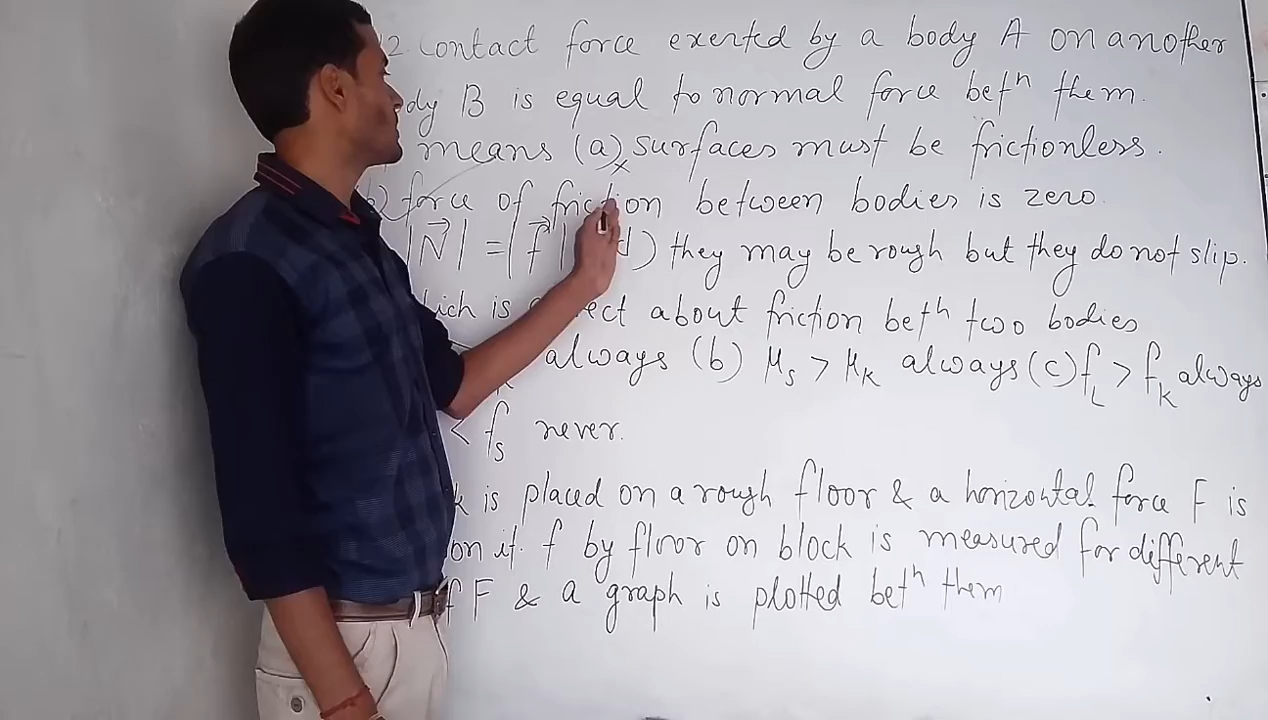 2 contact force exerted by a body A on another
dy B is equal to normal force betⁿ them.
means (a) x surfaces must be frictionless.
b) force of friction between bodies is zero.
|N⃗| = |f⃗ d) they may be rough but they do not slip.
ich is ect about friction betⁿ two bodies
always (b) μs > μK always (c) fL > fK always
< fs never.
k is placed on a rough floor & a horizontal force F is
on it. f by floor on block is measured for different
f F & a graph is plotted betⁿ them